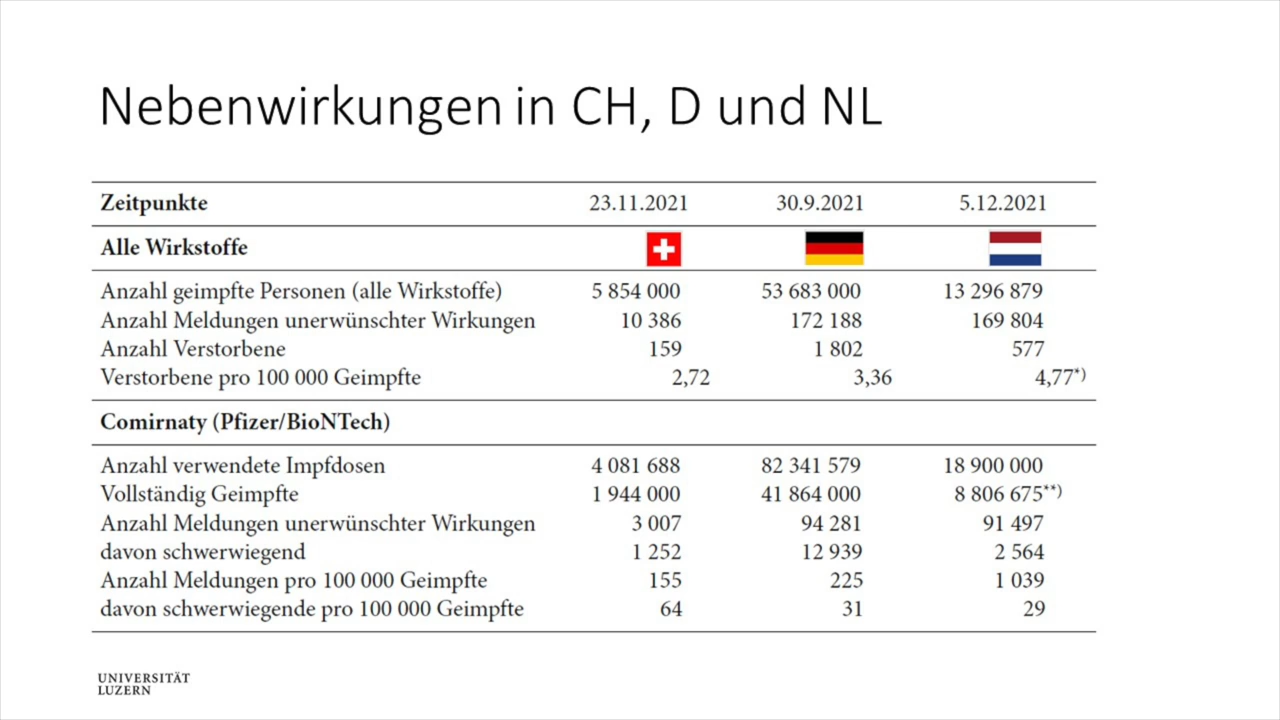 Nebenwirkungen in CH, D und NL
Zeitpunkte 23.11.2021 30.9.2021 5.12.2021
Alle Wirkstoffe
Anzahl geimpfte Personen (alle Wirkstoffe) 5 854 000 53 683 000 13 296 879
Anzahl Meldungen unerwünschter Wirkungen 10 386 172 188 169 804
Anzahl Verstorbene 159 1 802 577
Verstorbene pro 100 000 Geimpfte 2,72 3,36 4,77*)
Comirnaty (Pfizer/BioNTech)
Anzahl verwendete Impfdosen 4 081 688 82 341 579 18 900 000
Vollständig Geimpfte 1 944 000 41 864 000 8 806 675**)
Anzahl Meldungen unerwünschter Wirkungen 3 007 94 281 91 497
davon schwerwiegend 1 252 12 939 2 564
Anzahl Meldungen pro 100 000 Geimpfte 155 225 1 039
davon schwerwiegende pro 100 000 Geimpfte 64 31 29
UNIVERSITÄT
LUZERN